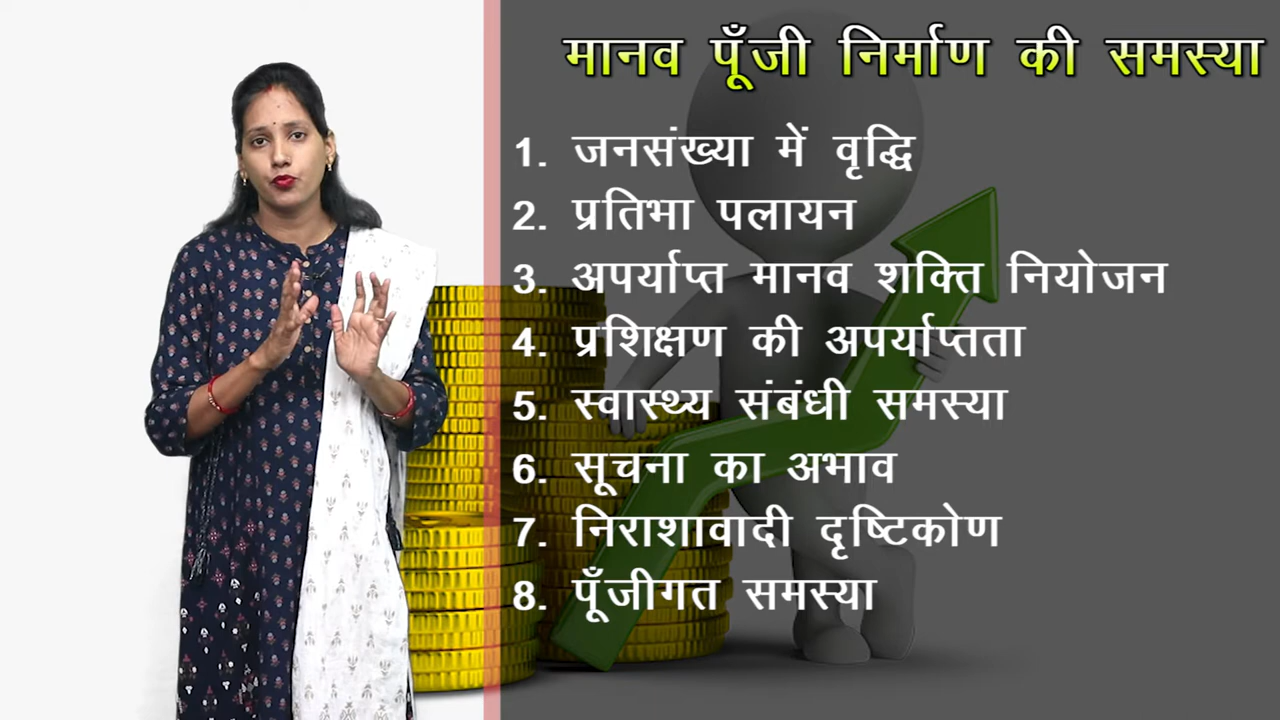 मानव पूँजी निर्माण की समस्या
1. जनसंख्या में वृद्धि
2. प्रतिभा पलायन
3. अपर्याप्त मानव शक्ति नियोजन
4. प्रशिक्षण की अपर्याप्तता
5. स्वास्थ्य संबंधी समस्या
6. सूचना का अभाव
7. निराशावादी दृष्टिकोण
8. पूँजीगत समस्या